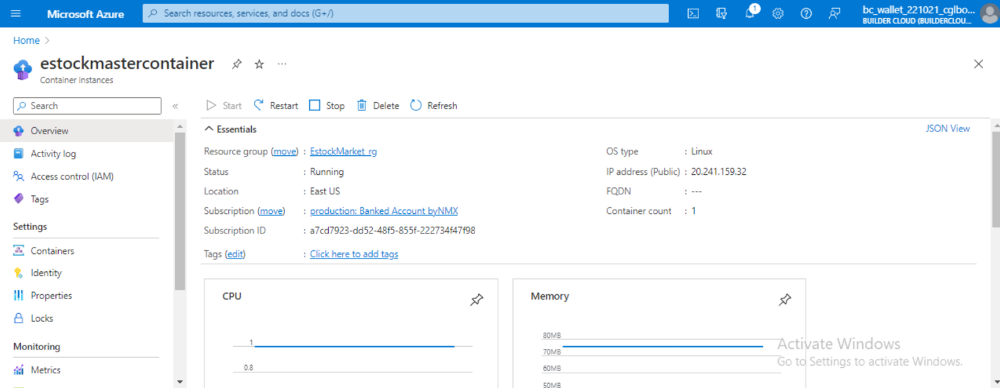 Microsoft Azure
Search resources, services, and docs (G+/)
1
bc_wallet_221021_cglbo...
BUILDER CLOUD (BUILDERCLOU...
Home
estockmastercontainer
...
Container instances
Search
«
Start
Restart
Stop
Delete
Refresh
Overview
Activity log
Access control (IAM)
Tags
Settings
Containers
Identity
Properties
Locks
Monitoring
Metrics
Essentials
JSON View
Resource group (move) : EstockMarket_rg
Status : Running
Location : East US
Subscription (move) : production: Banked Account byNMX
Subscription ID : a7cd7923-dd52-48f5-855f-222734f47f98
Tags (edit) : Click here to add tags
OS type : Linux
IP address (Public) : 20.241.159.32
FQDN : ---
Container count : 1
CPU
1
0.8
Memory
80MB
70MB
60MB
50MB
Activate Windows
Go to Settings to activate Windows.